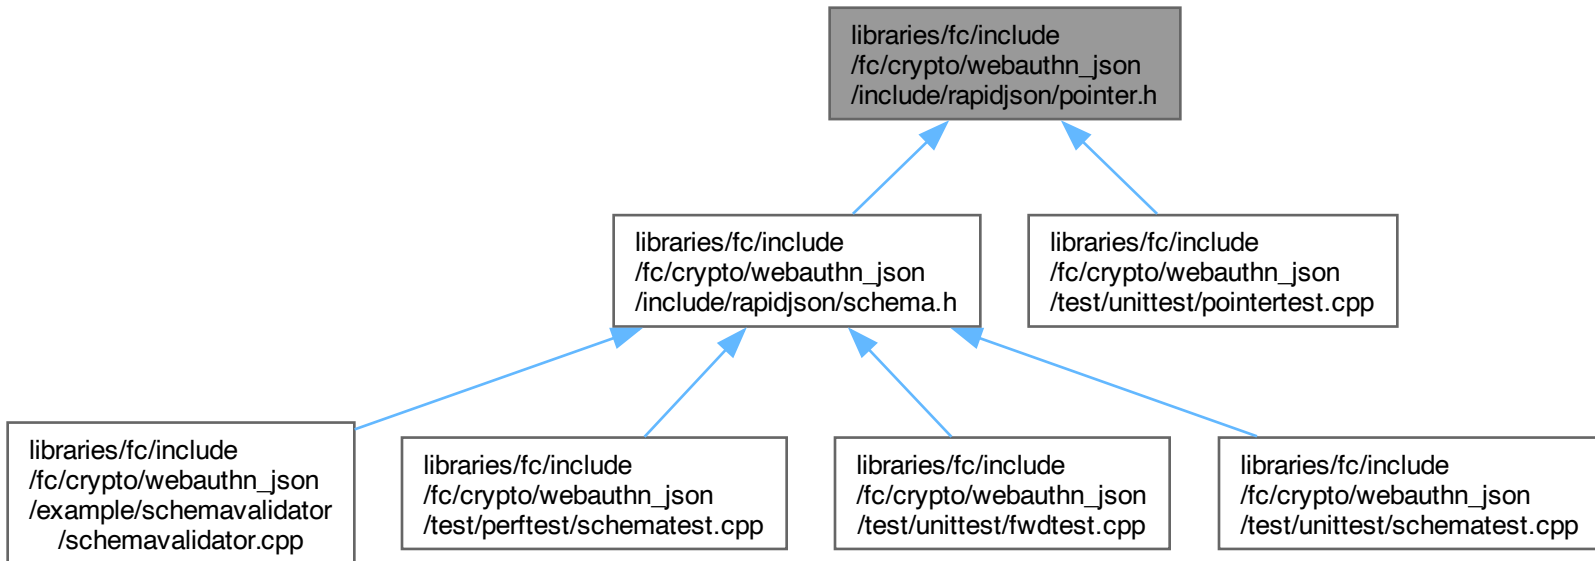 libraries/fc/include
/fc/crypto/webauthn_json
/include/rapidjson/pointer.h
libraries/fc/include
/fc/crypto/webauthn_json
/include/rapidjson/schema.h
libraries/fc/include
/fc/crypto/webauthn_json
/test/unittest/pointertest.cpp
libraries/fc/include
/fc/crypto/webauthn_json
/example/schemavalidator
/schemavalidator.cpp
libraries/fc/include
/fc/crypto/webauthn_json
/test/perftest/schematest.cpp
libraries/fc/include
/fc/crypto/webauthn_json
/test/unittest/fwdtest.cpp
libraries/fc/include
/fc/crypto/webauthn_json
/test/unittest/schematest.cpp